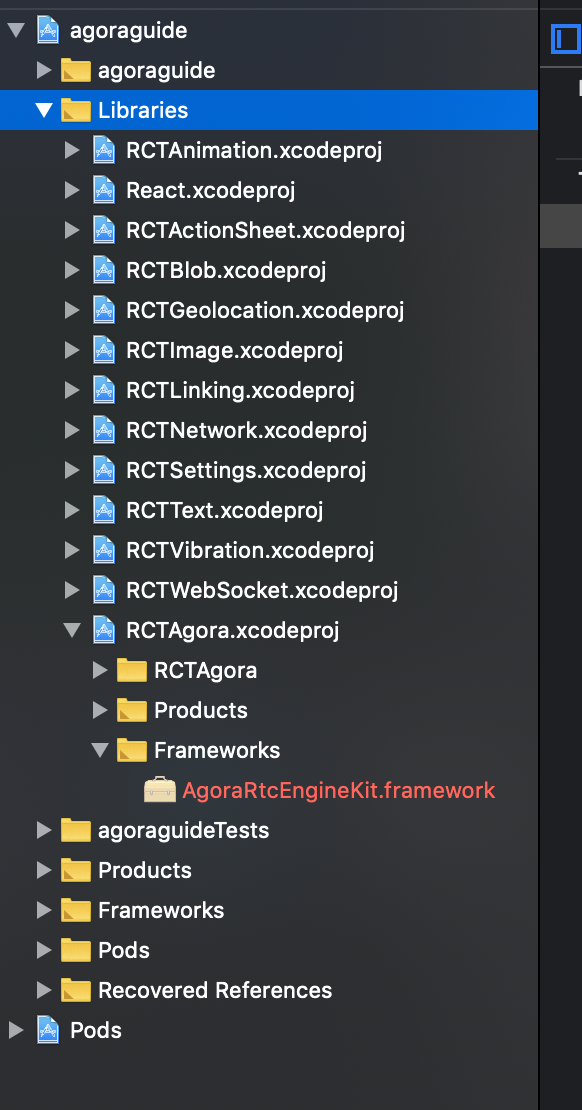 agoraguide
agoraguide
Libraries
RCTAnimation.xcodeproj
React.xcodeproj
RCTActionSheet.xcodeproj
RCTBlob.xcodeproj
RCTGeolocation.xcodeproj
RCTImage.xcodeproj
RCTLinking.xcodeproj
RCTNetwork.xcodeproj
RCTSettings.xcodeproj
RCTText.xcodeproj
RCTVibration.xcodeproj
RCTWebSocket.xcodeproj
RCTAgora.xcodeproj
RCTAgora
Products
Frameworks
AgoraRtcEngineKit.framework
agoraguideTests
Products
Frameworks
Pods
Recovered References
Pods